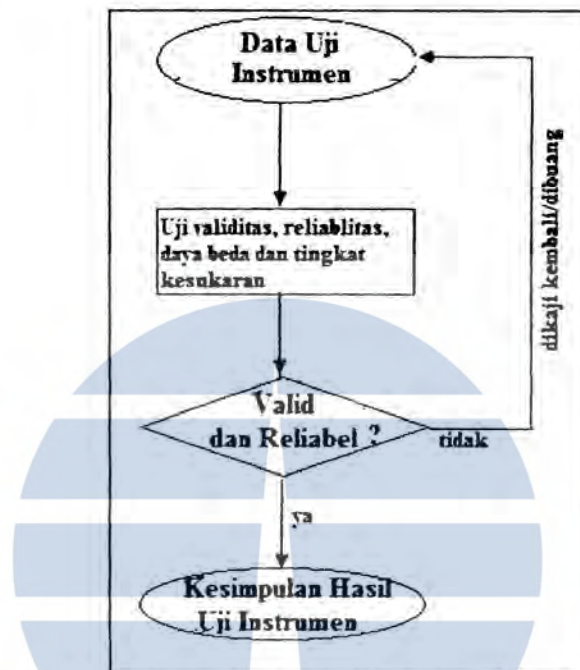 Data Uji
Instrumen
Uji validitas, reliablitas,
daya beda dan tingkat
kesukaran
Valid
dan Reliabel ?
tidak
dikaji kembali/dibuang
ya
Kesimpulan Hasil
Uji Instrumen